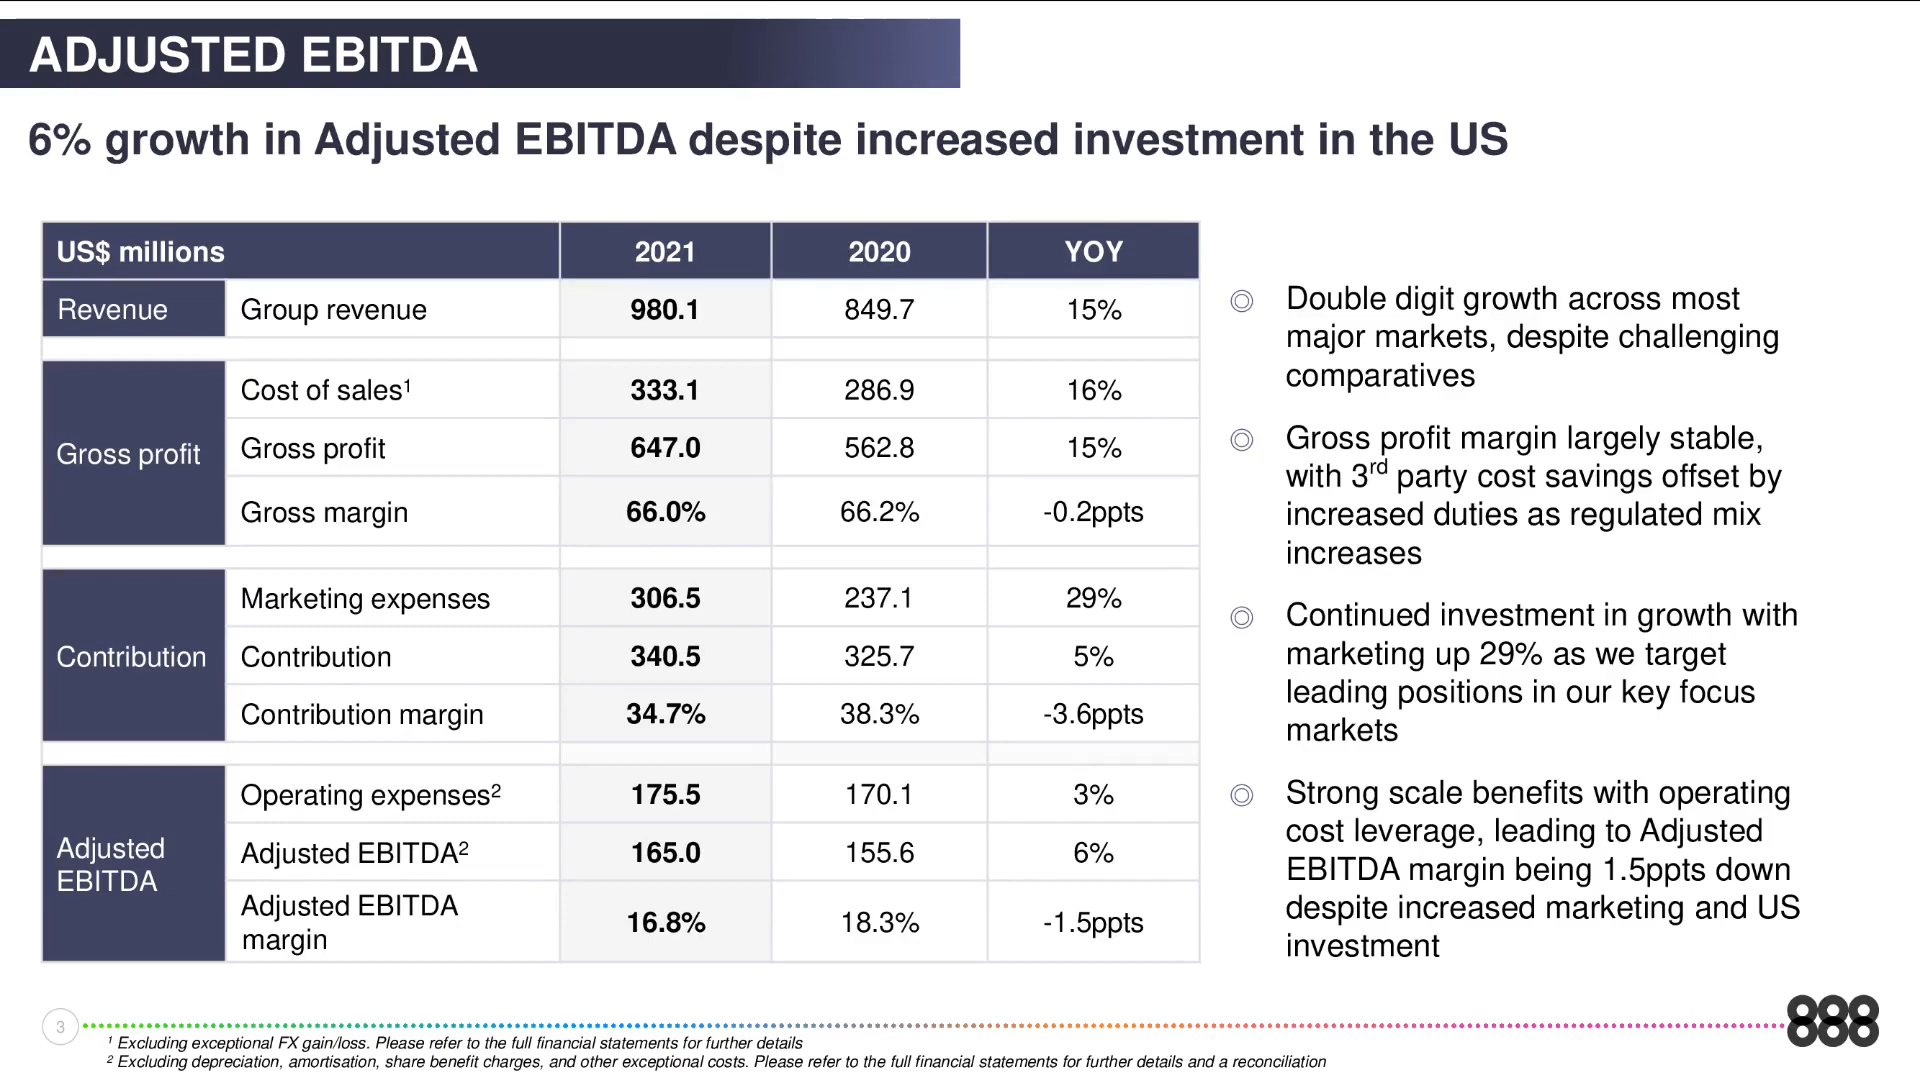 ADJUSTED EBITDA
6% growth in Adjusted EBITDA despite increased investment in the US
US$ millions 2021 2020 YOY
Revenue Group revenue 980.1 849.7 15%
Gross profit
Cost of sales¹ 333.1 286.9 16%
Gross profit 647.0 562.8 15%
Gross margin 66.0% 66.2% -0.2ppts
Contribution
Marketing expenses 306.5 237.1 29%
Contribution 340.5 325.7 5%
Contribution margin 34.7% 38.3% -3.6ppts
Adjusted
EBITDA
Operating expenses² 175.5 170.1 3%
Adjusted EBITDA² 165.0 155.6 6%
Adjusted EBITDA
margin 16.8% 18.3% -1.5ppts
Double digit growth across most
major markets, despite challenging
comparatives
Gross profit margin largely stable,
with 3rd party cost savings offset by
increased duties as regulated mix
increases
Continued investment in growth with
marketing up 29% as we target
leading positions in our key focus
markets
Strong scale benefits with operating
cost leverage, leading to Adjusted
EBITDA margin being 1.5ppts down
despite increased marketing and US
investment
3
888
¹ Excluding exceptional FX gain/loss. Please refer to the full financial statements for further details
² Excluding depreciation, amortisation, share benefit charges, and other exceptional costs. Please refer to the full financial statements for further details and a reconciliation